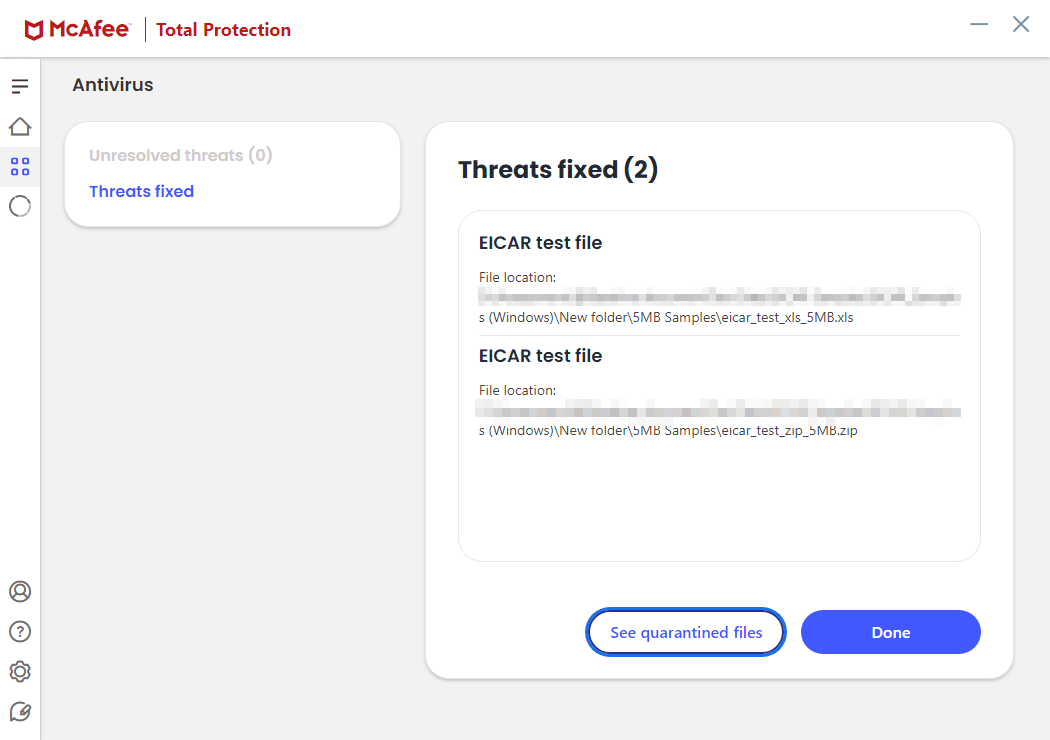 McAfee Total Protection
Antivirus
Unresolved threats (0)
Threats fixed
Threats fixed (2)
EICAR test file
File location:
s (Windows)\New folder\5MB Samples\eicar_test_xls_5MB.xls
EICAR test file
File location:
s (Windows)\New folder\5MB Samples\eicar_test_zip_5MB.zip
See quarantined files
Done